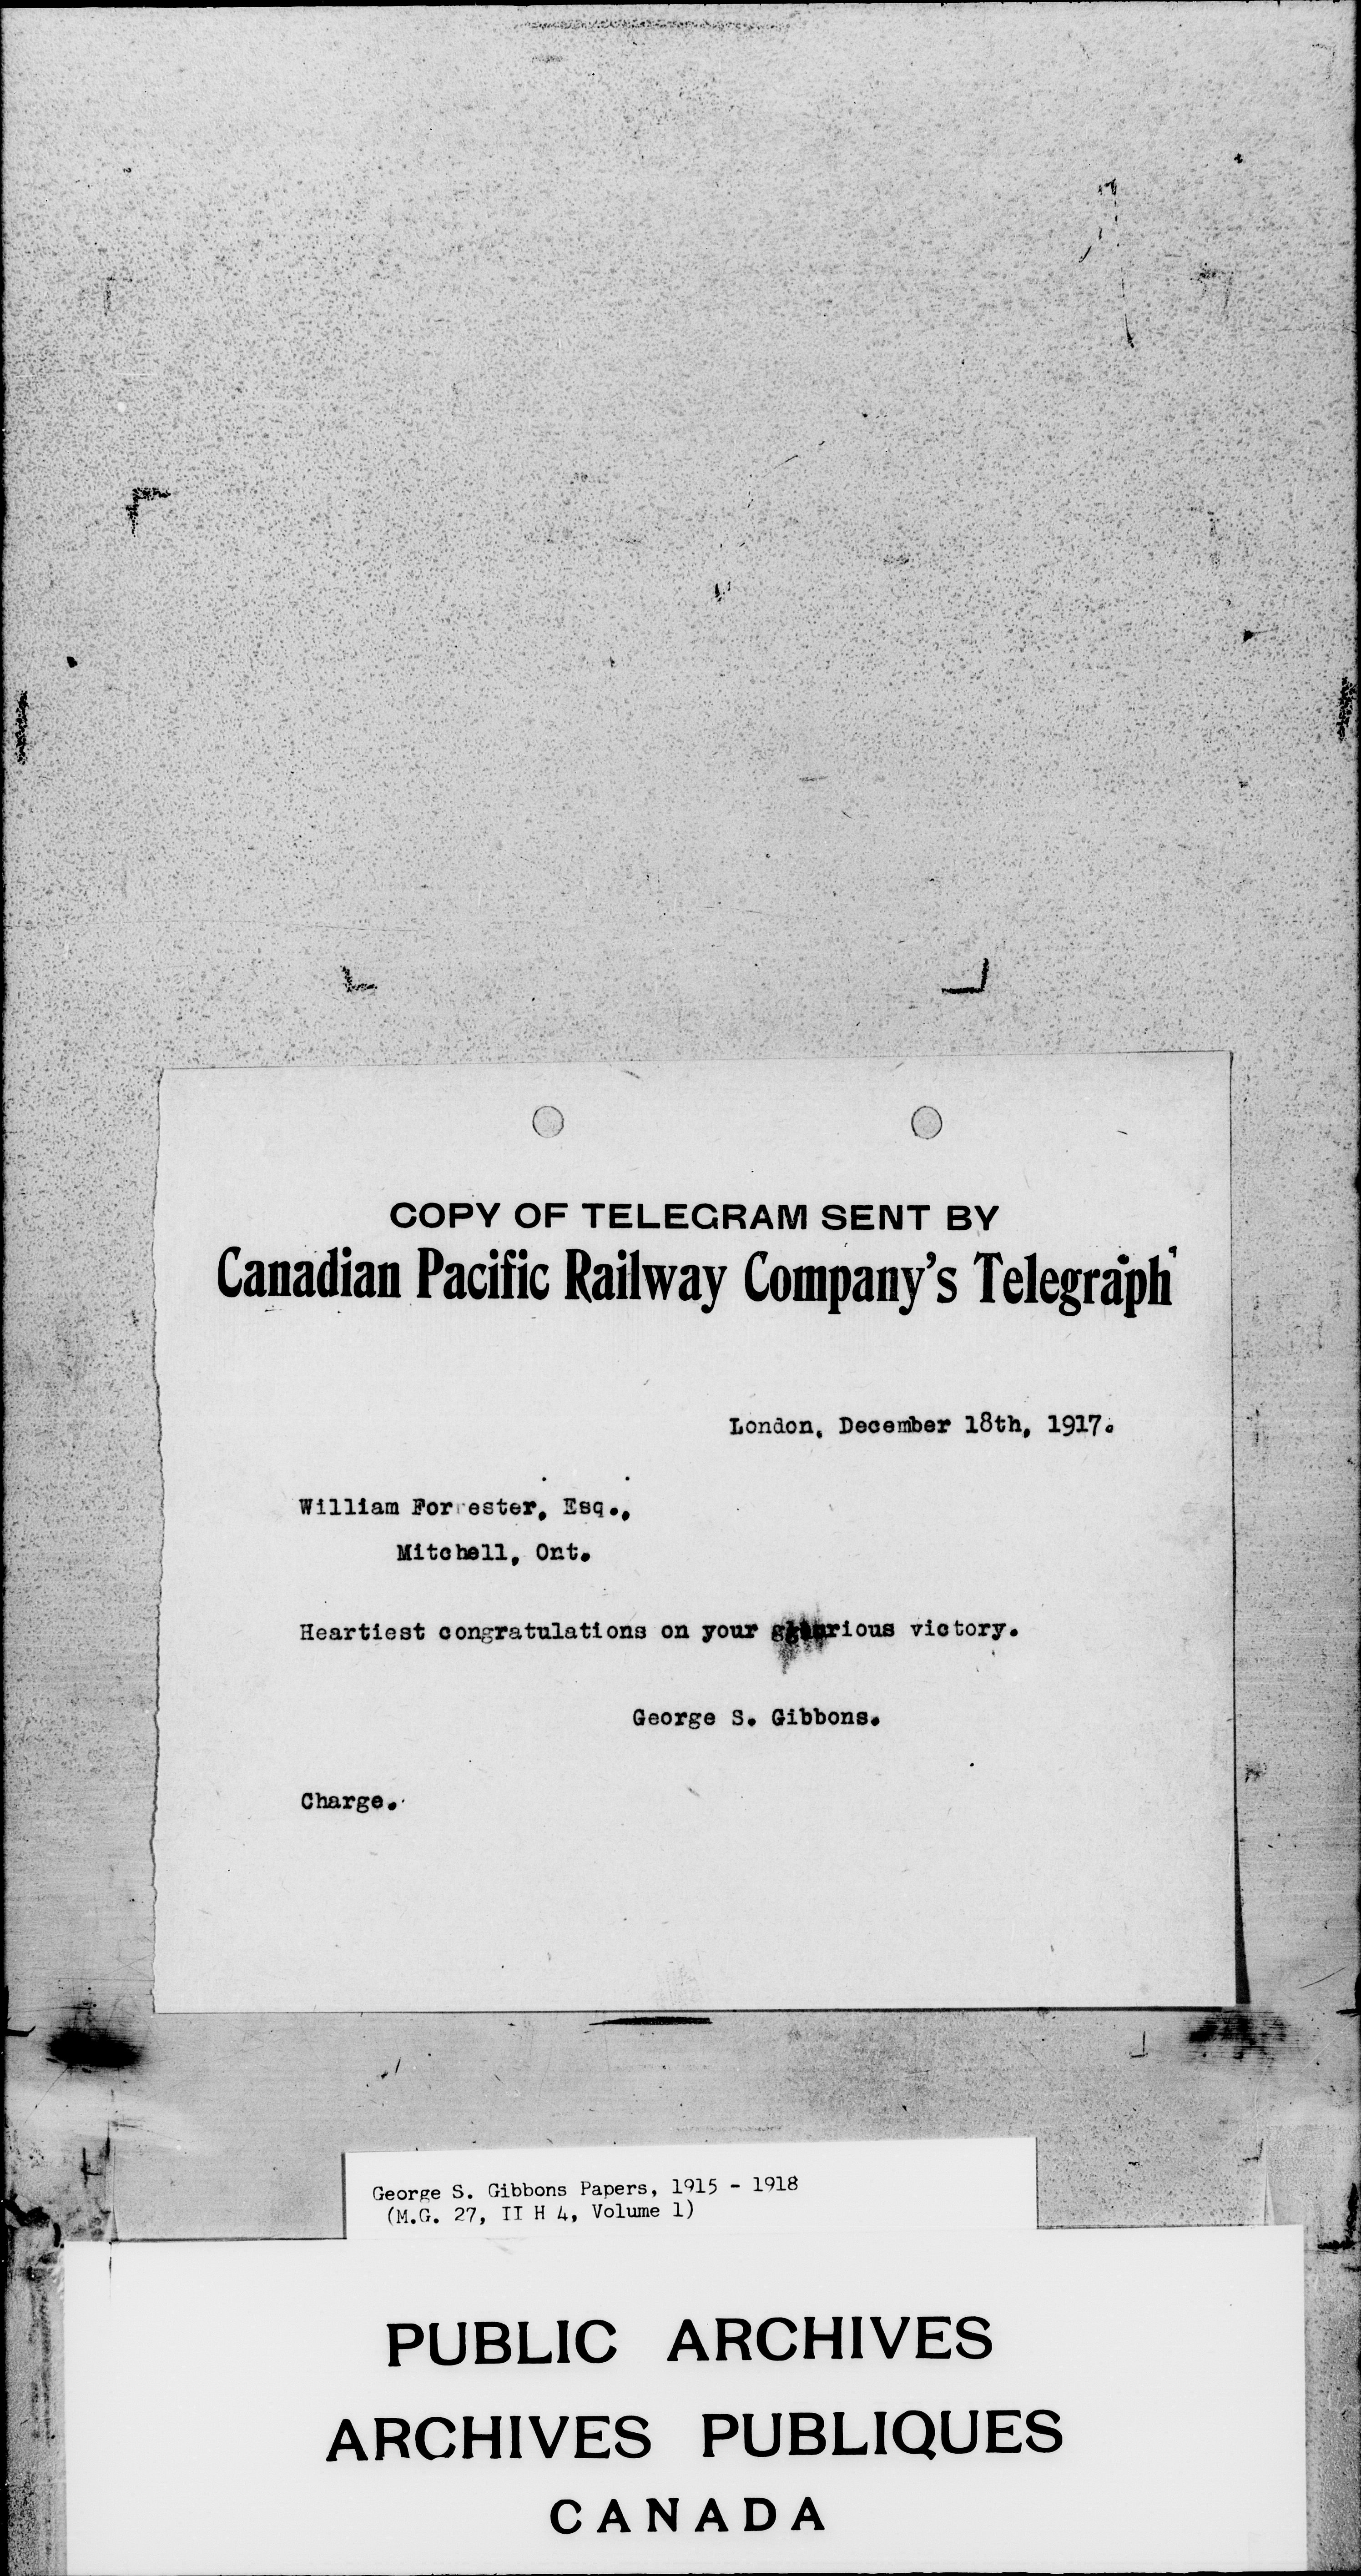 COPY OF TELEGRAM SENT BY
Canadian Pacific Railway Company's Telegraph
London, December 18th, 1917.
William Forrester, Esq.,
Mitchell, Ont.
Heartiest congratulations on your glorious victory.
George S. Gibbons.
Charge.
George S. Gibbons Papers, 1915 - 1918
(M.G. 27, II H 4, Volume 1)
PUBLIC ARCHIVES
ARCHIVES PUBLIQUES
CANADA